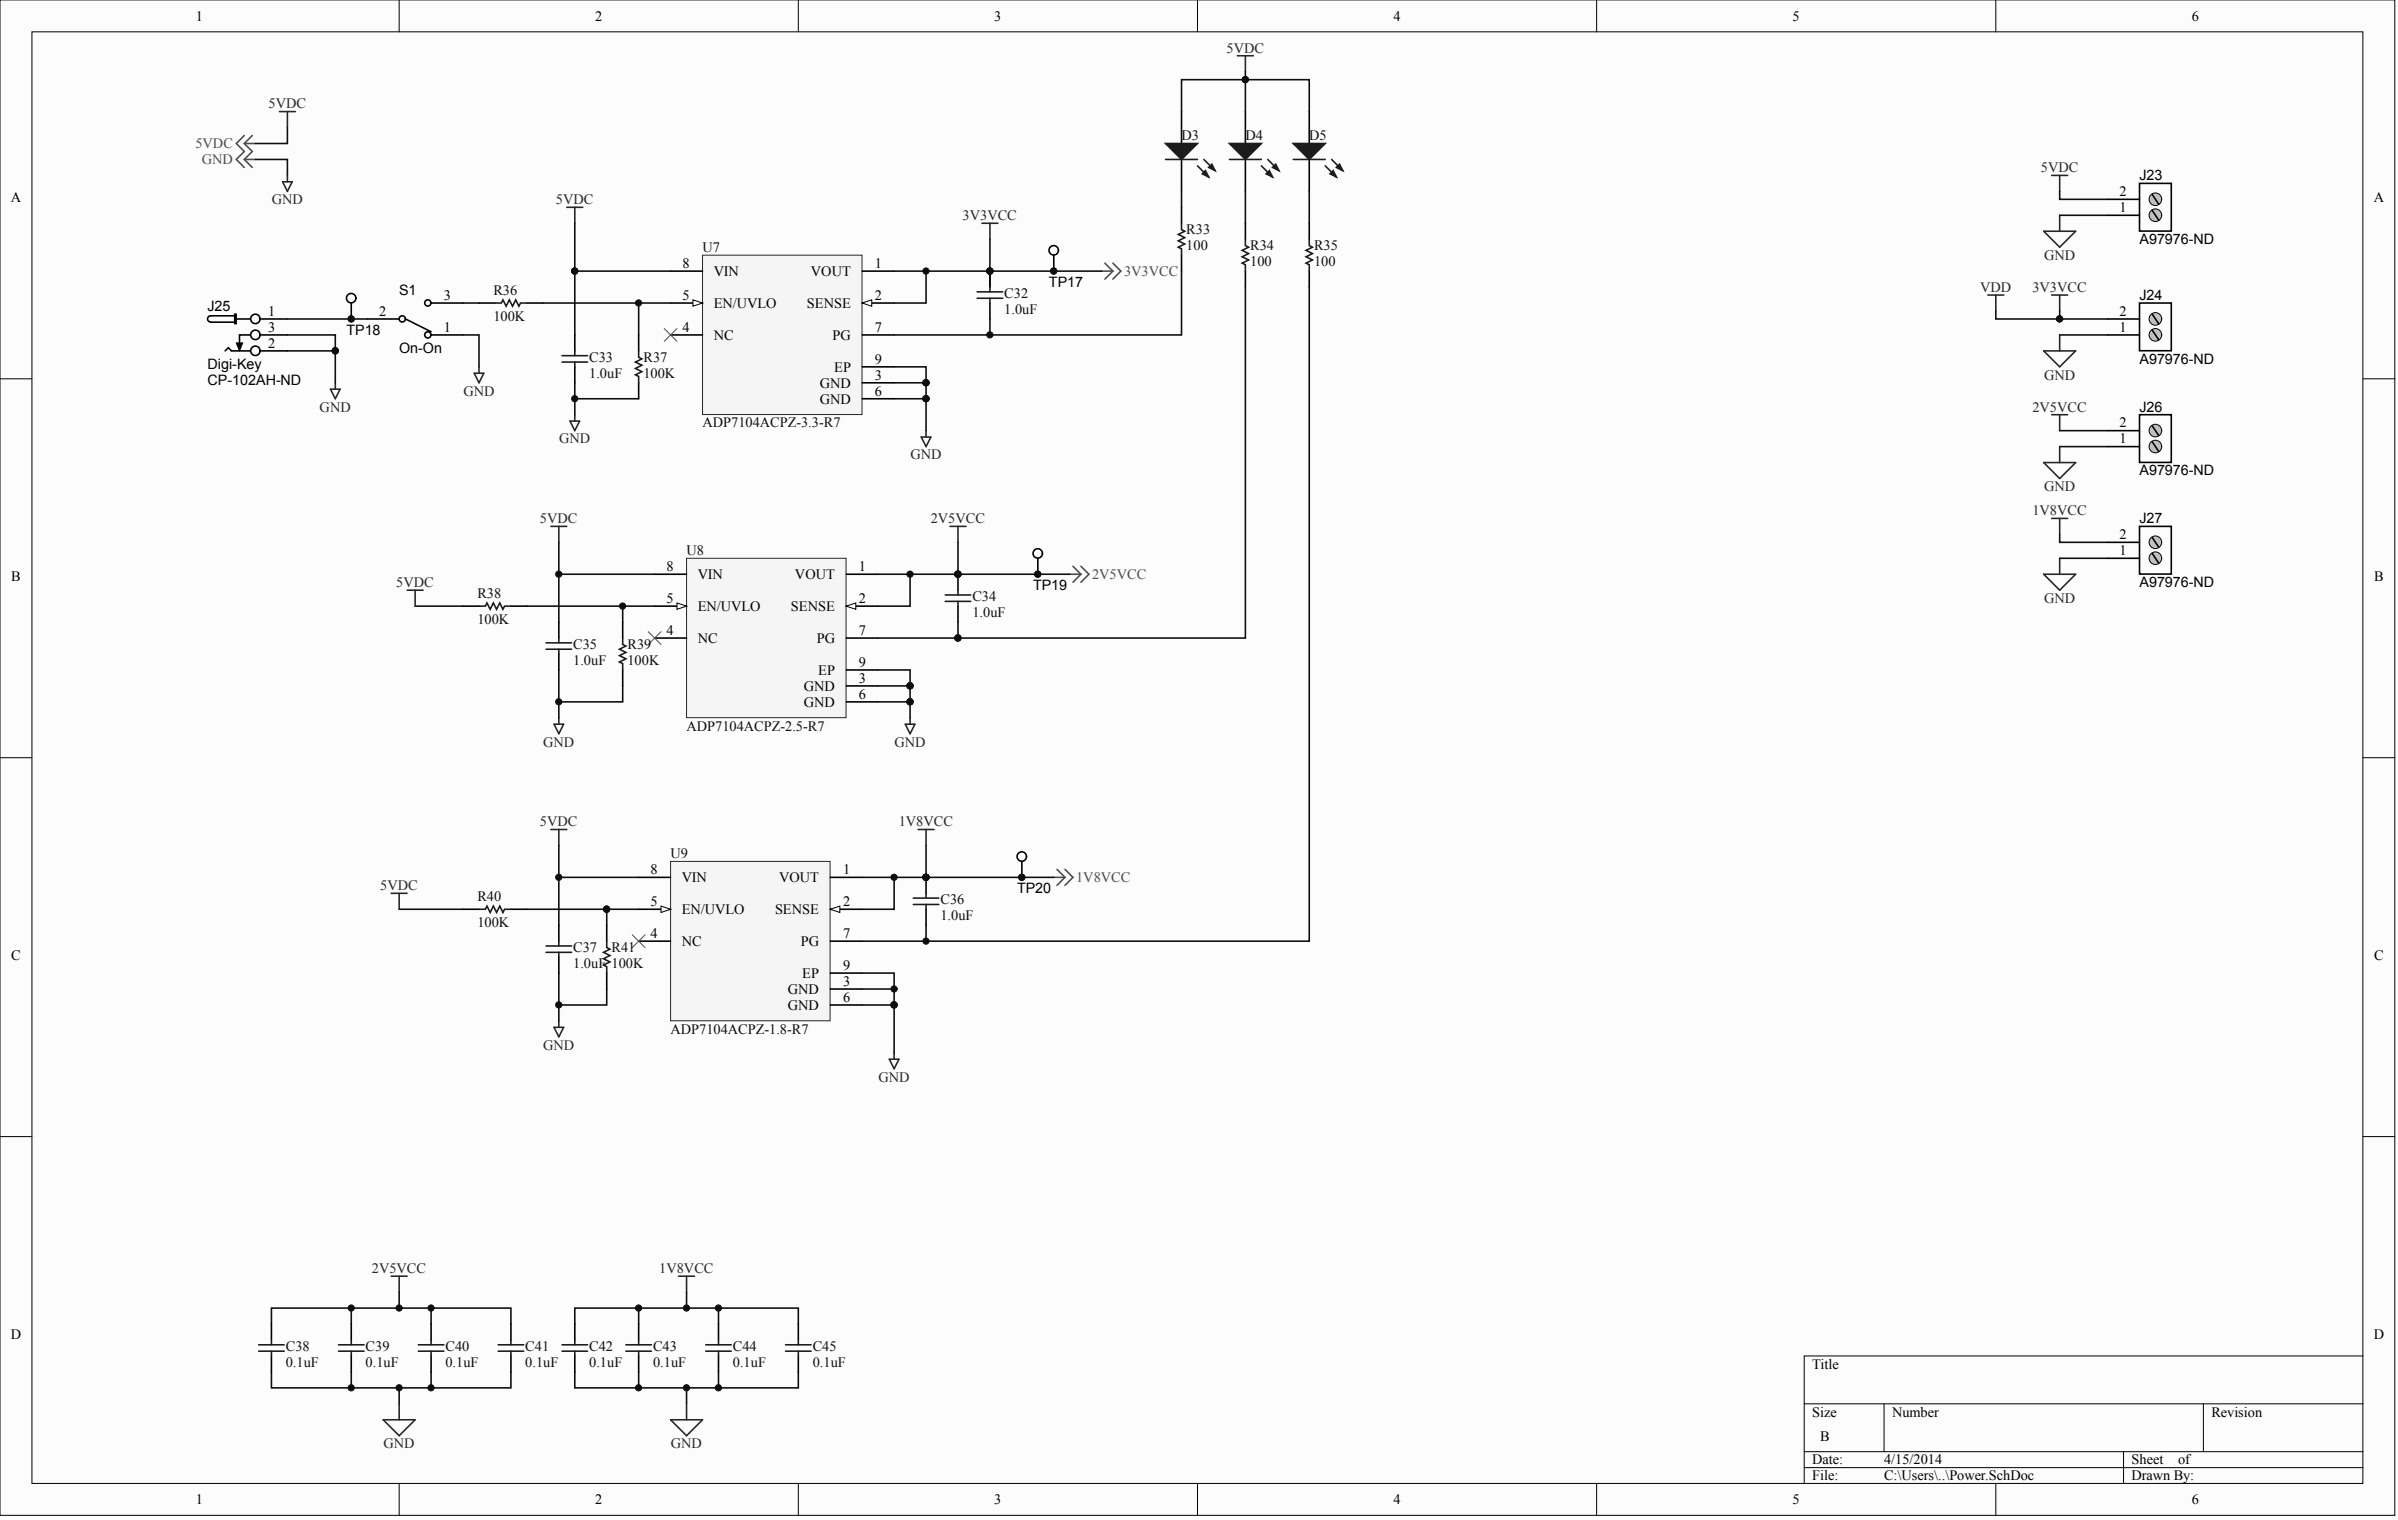 1 2 3 4 5 6
A A
B B
C C
D D
5VDC
5VDC
GND
GND
5VDC
D3 D4 D5
R33
100
R34
100
R35
100
5VDC
3V3VCC
U7
8 VIN VOUT 1
5 EN/UVLO SENSE 2
4 NC PG 7
EP 9
GND 3
GND 6
ADP7104ACPZ-3.3-R7
TP17
3V3VCC
C32
1.0uF
J25
1
3
2
Digi-Key
CP-102AH-ND
GND
TP18
S1
2
3
1
On-On
GND
R36
100K
C33
1.0uF
R37
100K
GND
GND
5VDC
2V5VCC
U8
8 VIN VOUT 1
5 EN/UVLO SENSE 2
4 NC PG 7
EP 9
GND 3
GND 6
ADP7104ACPZ-2.5-R7
TP19
2V5VCC
C34
1.0uF
5VDC
R38
100K
C35
1.0uF
R39
100K
GND
GND
5VDC
1V8VCC
U9
8 VIN VOUT 1
5 EN/UVLO SENSE 2
4 NC PG 7
EP 9
GND 3
GND 6
ADP7104ACPZ-1.8-R7
TP20
1V8VCC
C36
1.0uF
5VDC
R40
100K
C37
1.0uF
R41
100K
GND
GND
5VDC
J23
2
1
A97976-ND
GND
VDD 3V3VCC
J24
2
1
A97976-ND
GND
2V5VCC
J26
2
1
A97976-ND
GND
1V8VCC
J27
2
1
A97976-ND
GND
2V5VCC
C38
0.1uF
C39
0.1uF
C40
0.1uF
C41
0.1uF
GND
1V8VCC
C42
0.1uF
C43
0.1uF
C44
0.1uF
C45
0.1uF
GND
Title
Size Number Revision
B
Date: 4/15/2014 Sheet of
File: C:\Users\..\Power.SchDoc Drawn By:
1 2 3 4 5 6